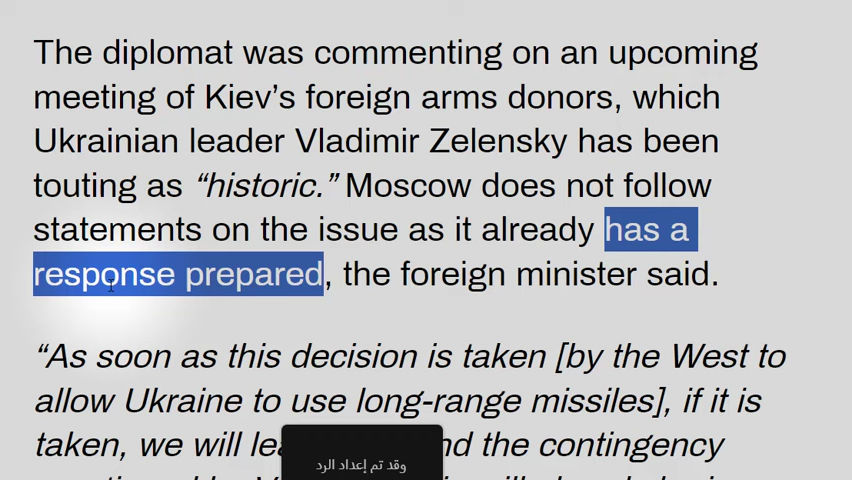 The diplomat was commenting on an upcoming
meeting of Kiev’s foreign arms donors, which
Ukrainian leader Vladimir Zelensky has been
touting as “historic.” Moscow does not follow
statements on the issue as it already has a
response prepared, the foreign minister said.
“As soon as this decision is taken [by the West to
allow Ukraine to use long-range missiles], if it is
taken, we will the contingency
وقد تم إعداد الرد